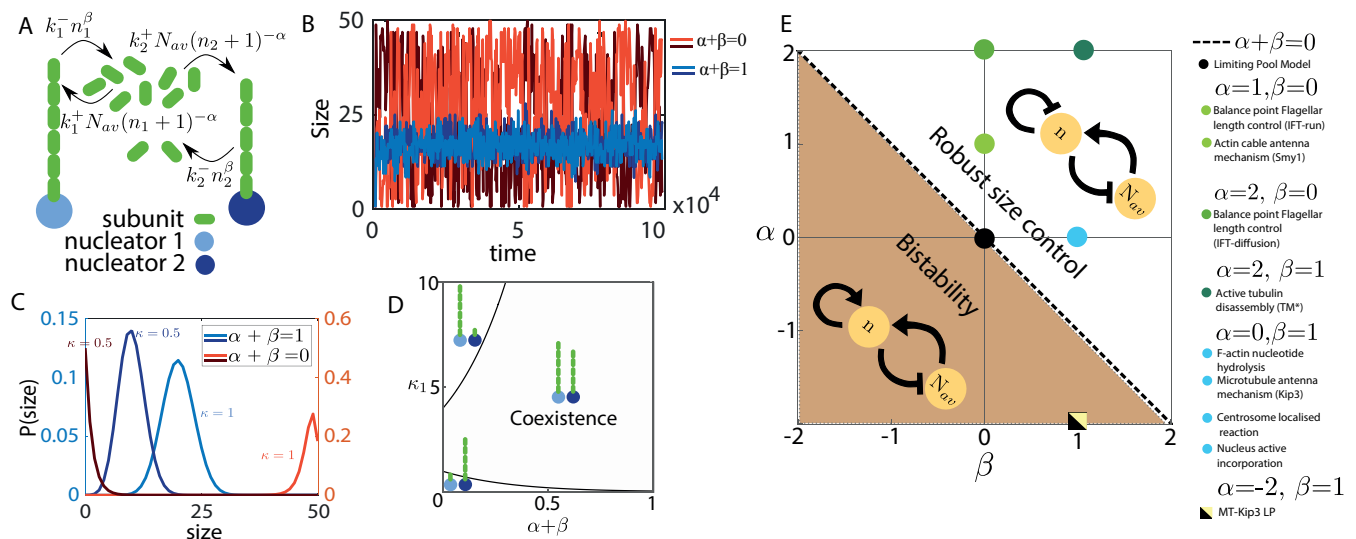 A
k₁⁻n₁^β
k₂⁺N_av(n₂ + 1)^−α
k₁⁺N_av(n₁ + 1)^−α
k₂⁻n₂^β
subunit
nucleator 1
nucleator 2
B
Size
50
25
0
0
5
10
x10⁴
time
α+β=0
α+β=1
C
P(size)
0.15
0.1
0.05
0
0.6
0.4
0.2
0
0
25
50
size
κ = 0.5
κ = 0.5
κ = 1
κ = 1
α + β =1
α + β =0
D
10
κ₁ 5
0
0.5
1
α+β
Coexistence
E
2
1
α 0
-1
-2
-1
0
1
2
β
Robust size control
Bistability
n
N_av
n
N_av
α+β=0
Limiting Pool Model
α=1,β=0
Balance point Flagellar
length control (IFT-run)
Actin cable antenna
mechanism (Smy1)
α=2, β=0
Balance point Flagellar
length control
(IFT-diffusion)
α=2, β=1
Active tubulin
disassembly (TM*)
α=0,β=1
F-actin nucleotide
hydrolysis
Microtubule antenna
mechanism (Kip3)
Centrosome localised
reaction
Nucleus active
incorporation
α=-2, β=1
MT-Kip3 LP